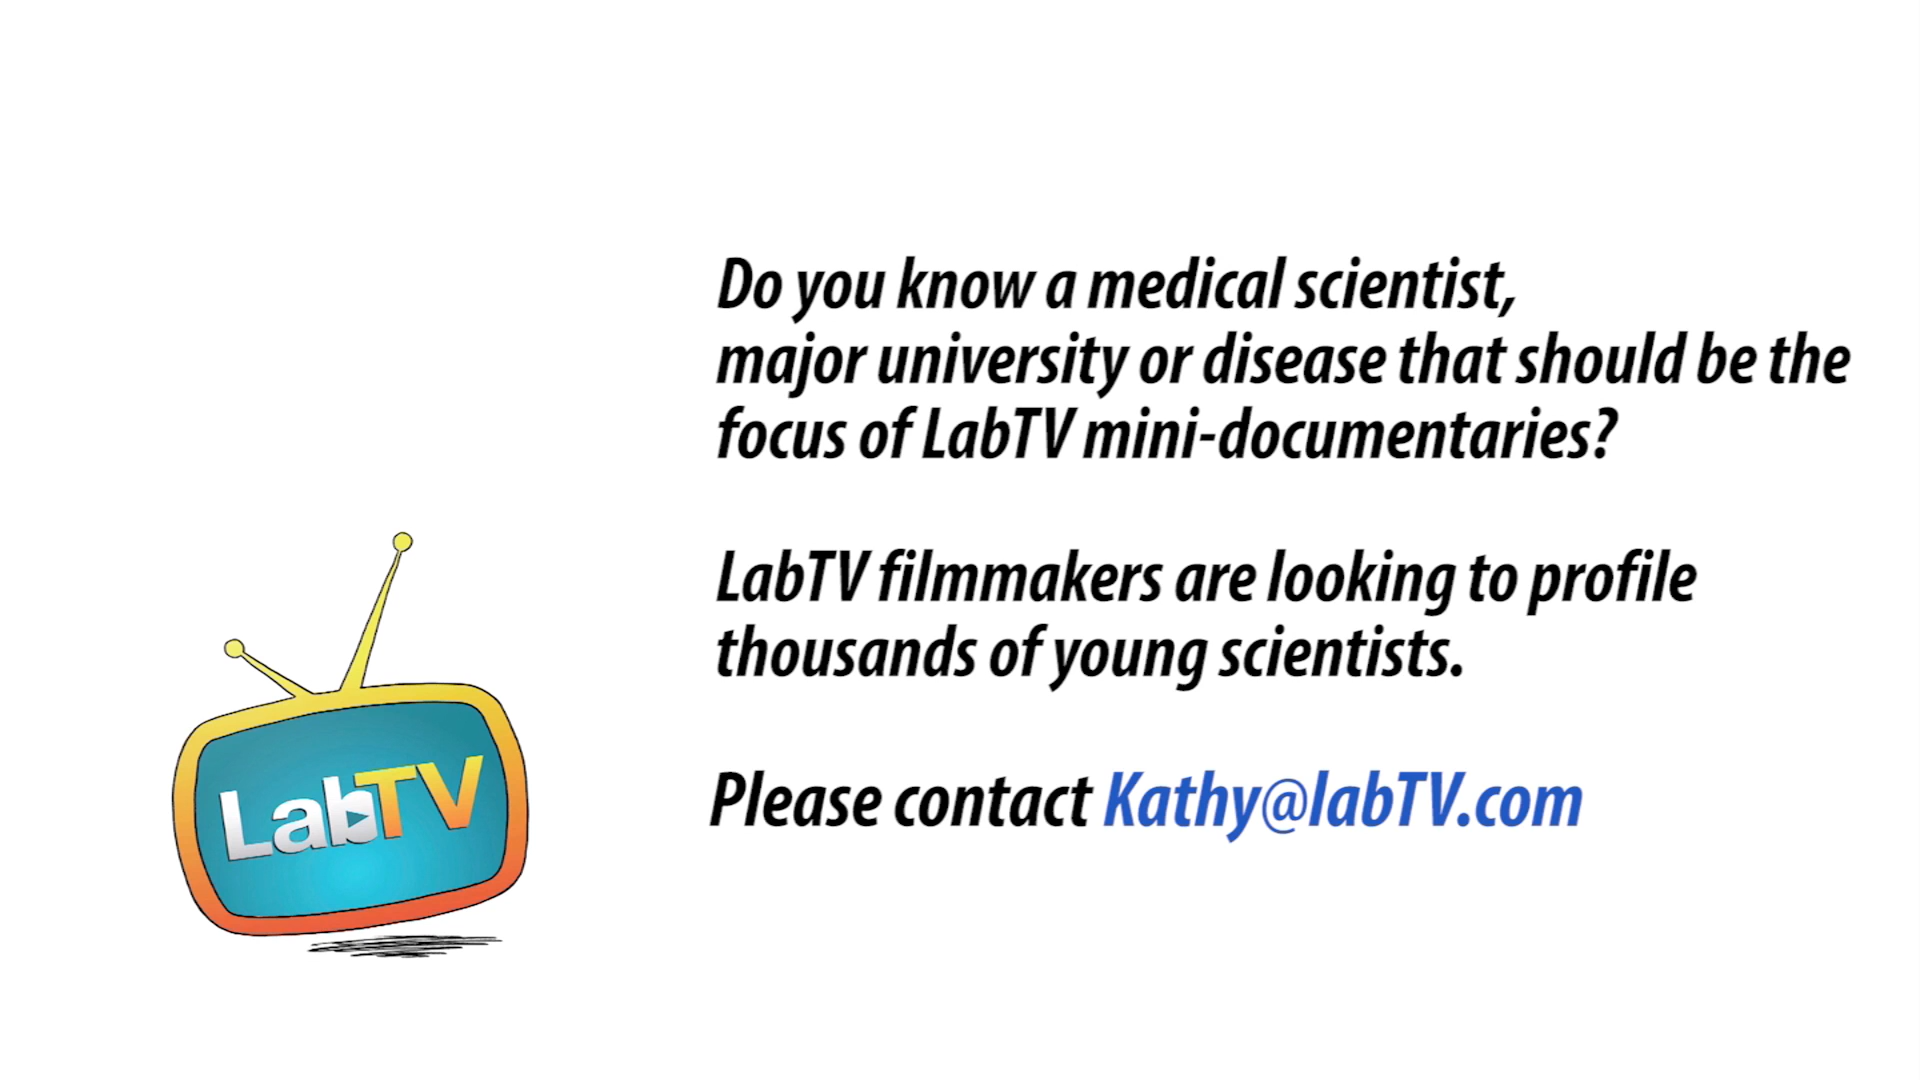 Do you know a medical scientist,
major university or disease that should be the
focus of LabTV mini-documentaries?
LabTV filmmakers are looking to profile
thousands of young scientists.
LabTV
Please contact Kathy@labTV.com